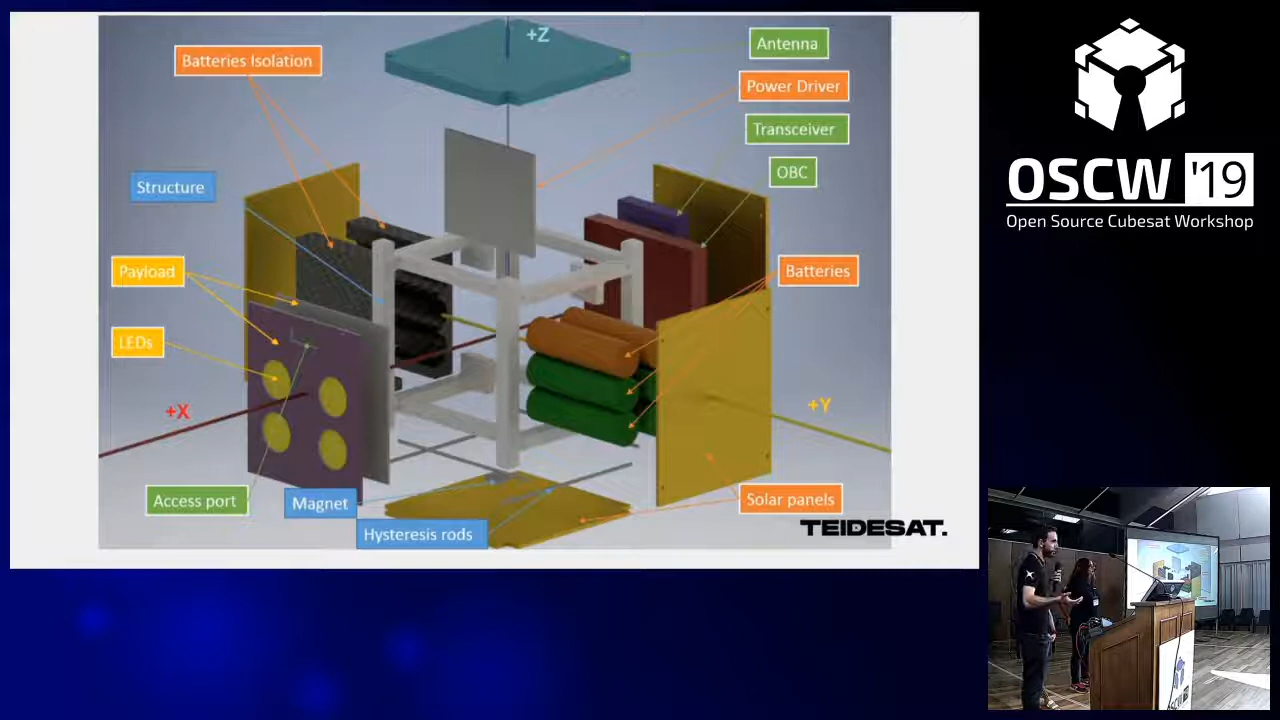 +Z
Antenna
Batteries Isolation
Power Driver
Transceiver
OBC
Structure
Payload
Batteries
LEDs
+X
+Y
Access port
Magnet
Solar panels
Hysteresis rods
TEIDESAT.
OSCW '19
Open Source Cubesat Workshop